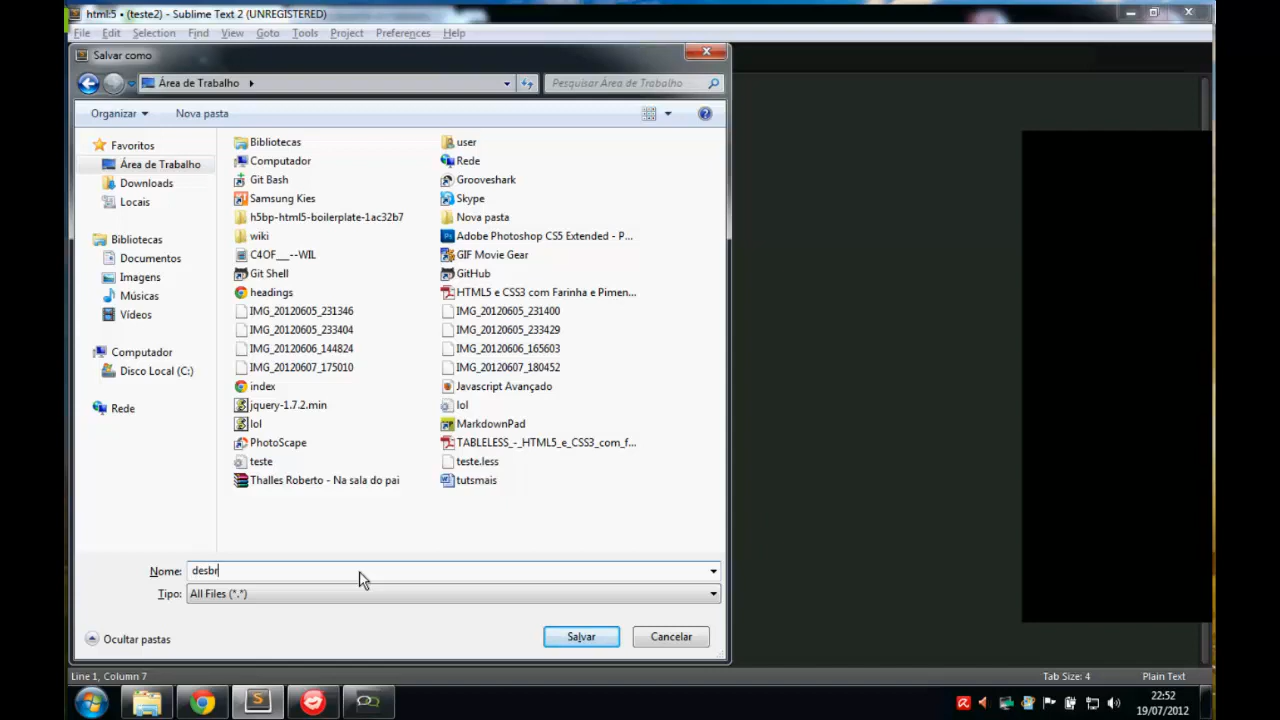 html:5 • (teste2) - Sublime Text 2 (UNREGISTERED)
File Edit Selection Find View Goto Tools Project Preferences Help
Salvar como
Área de Trabalho
Pesquisar Área de Trabalho
Organizar Nova pasta
Favoritos
Área de Trabalho
Downloads
Locais
Bibliotecas
Documentos
Imagens
Músicas
Vídeos
Computador
Disco Local (C:)
Rede
Bibliotecas user
Computador Rede
Git Bash Grooveshark
Samsung Kies Skype
h5bp-html5-boilerplate-1ac32b7 Nova pasta
wiki Adobe Photoshop CS5 Extended - P...
C4OF___--WIL GIF Movie Gear
Git Shell GitHub
headings HTML5 e CSS3 com Farinha e Pimen...
IMG_20120605_231346 IMG_20120605_231400
IMG_20120605_233404 IMG_20120605_233429
IMG_20120606_144824 IMG_20120606_165603
IMG_20120607_175010 IMG_20120607_180452
index Javascript Avançado
jquery-1.7.2.min lol
lol MarkdownPad
PhotoScape TABLELESS_-_HTML5_e_CSS3_com_f...
teste teste.less
Thalles Roberto - Na sala do pai tutsmais
Nome: desbr
Tipo: All Files (*.*)
Ocultar pastas Salvar Cancelar
Line 1, Column 7 Tab Size: 4 Plain Text
22:52
19/07/2012